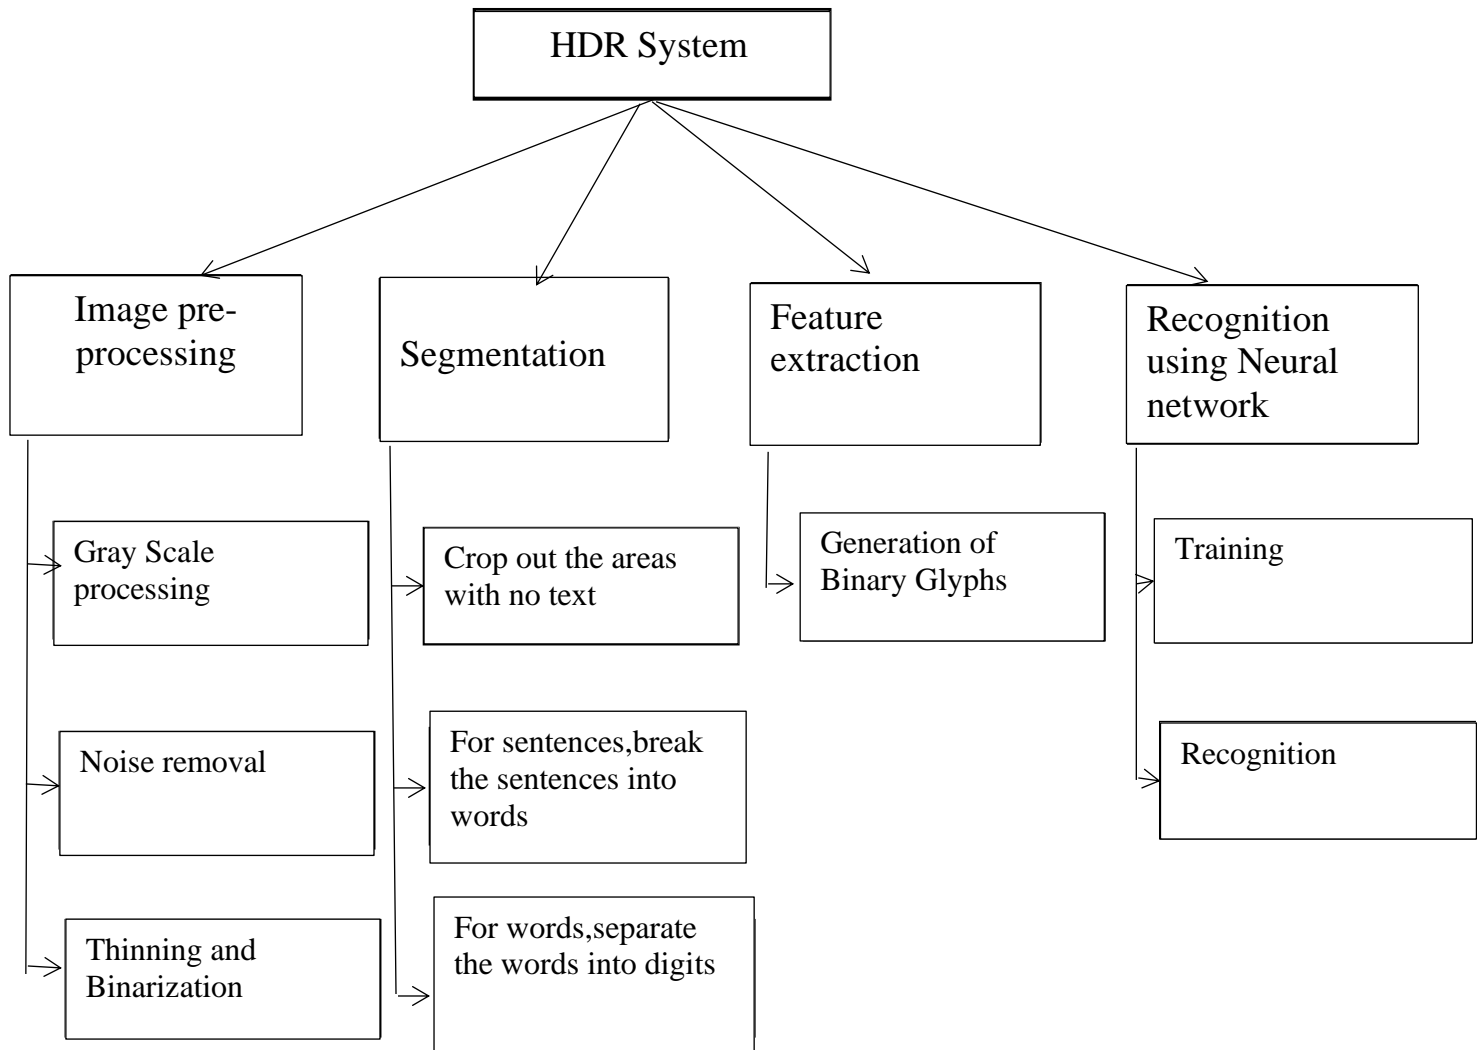 HDR System
Image pre-
processing
Segmentation
Feature
extraction
Recognition
using Neural
network
Gray Scale
processing
Crop out the areas
with no text
Generation of
Binary Glyphs
Training
Noise removal
For sentences,break
the sentences into
words
Recognition
Thinning and
Binarization
For words,separate
the words into digits